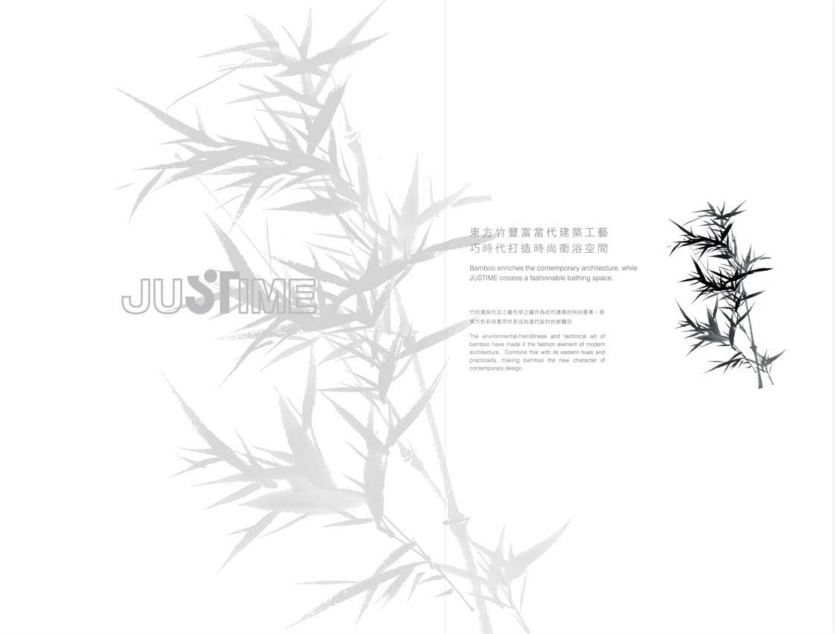 JUSTIME
東方竹豐富當代建築工藝
巧時代打造時尚衛浴空間
Bamboo enriches the contemporary architecture, while
JUSTIME creates a fashionable bathing space.
The environmental-friendliness and technical art of
bamboo have made it the fashion element of modern
architecture. Combine that with its eastern hues and
practicality, making bamboo the new character of
contemporary design.